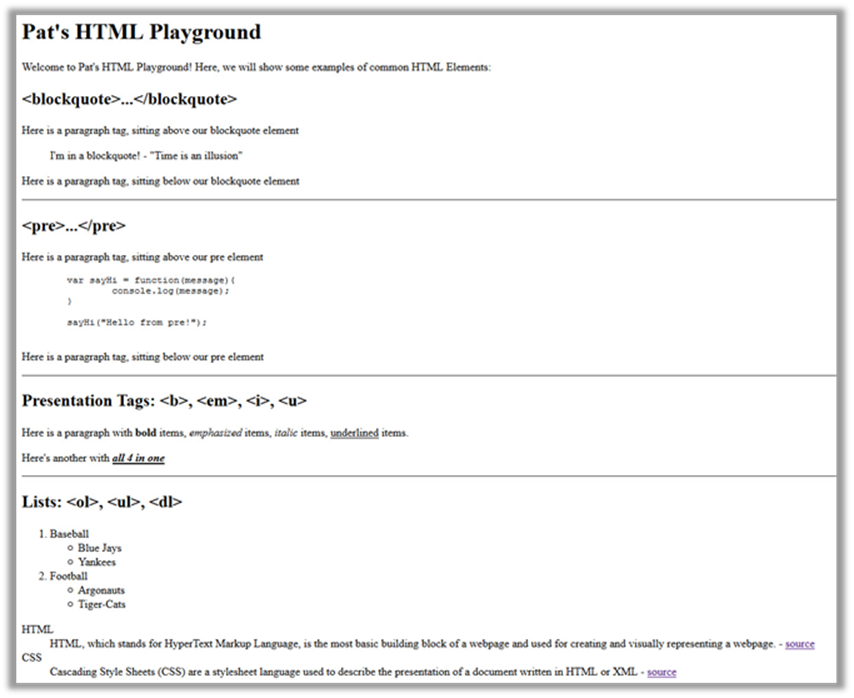 Pat's HTML Playground
Welcome to Pat's HTML Playground! Here, we will show some examples of common HTML Elements:
<blockquote>...</blockquote>
Here is a paragraph tag, sitting above our blockquote element
I'm in a blockquote! - "Time is an illusion"
Here is a paragraph tag, sitting below our blockquote element
<pre>...</pre>
Here is a paragraph tag, sitting above our pre element
var sayHi = function(message){
console.log(message);
}
sayHi("Hello from pre!");
Here is a paragraph tag, sitting below our pre element
Presentation Tags: <b>, <em>, <i>, <u>
Here is a paragraph with bold items, emphasized items, italic items, underlined items.
Here's another with all 4 in one
Lists: <ol>, <ul>, <dl>
1. Baseball
○ Blue Jays
○ Yankees
2. Football
○ Argonauts
○ Tiger-Cats
HTML
HTML, which stands for HyperText Markup Language, is the most basic building block of a webpage and used for creating and visually representing a webpage. - source
CSS
Cascading Style Sheets (CSS) are a stylesheet language used to describe the presentation of a document written in HTML or XML - source